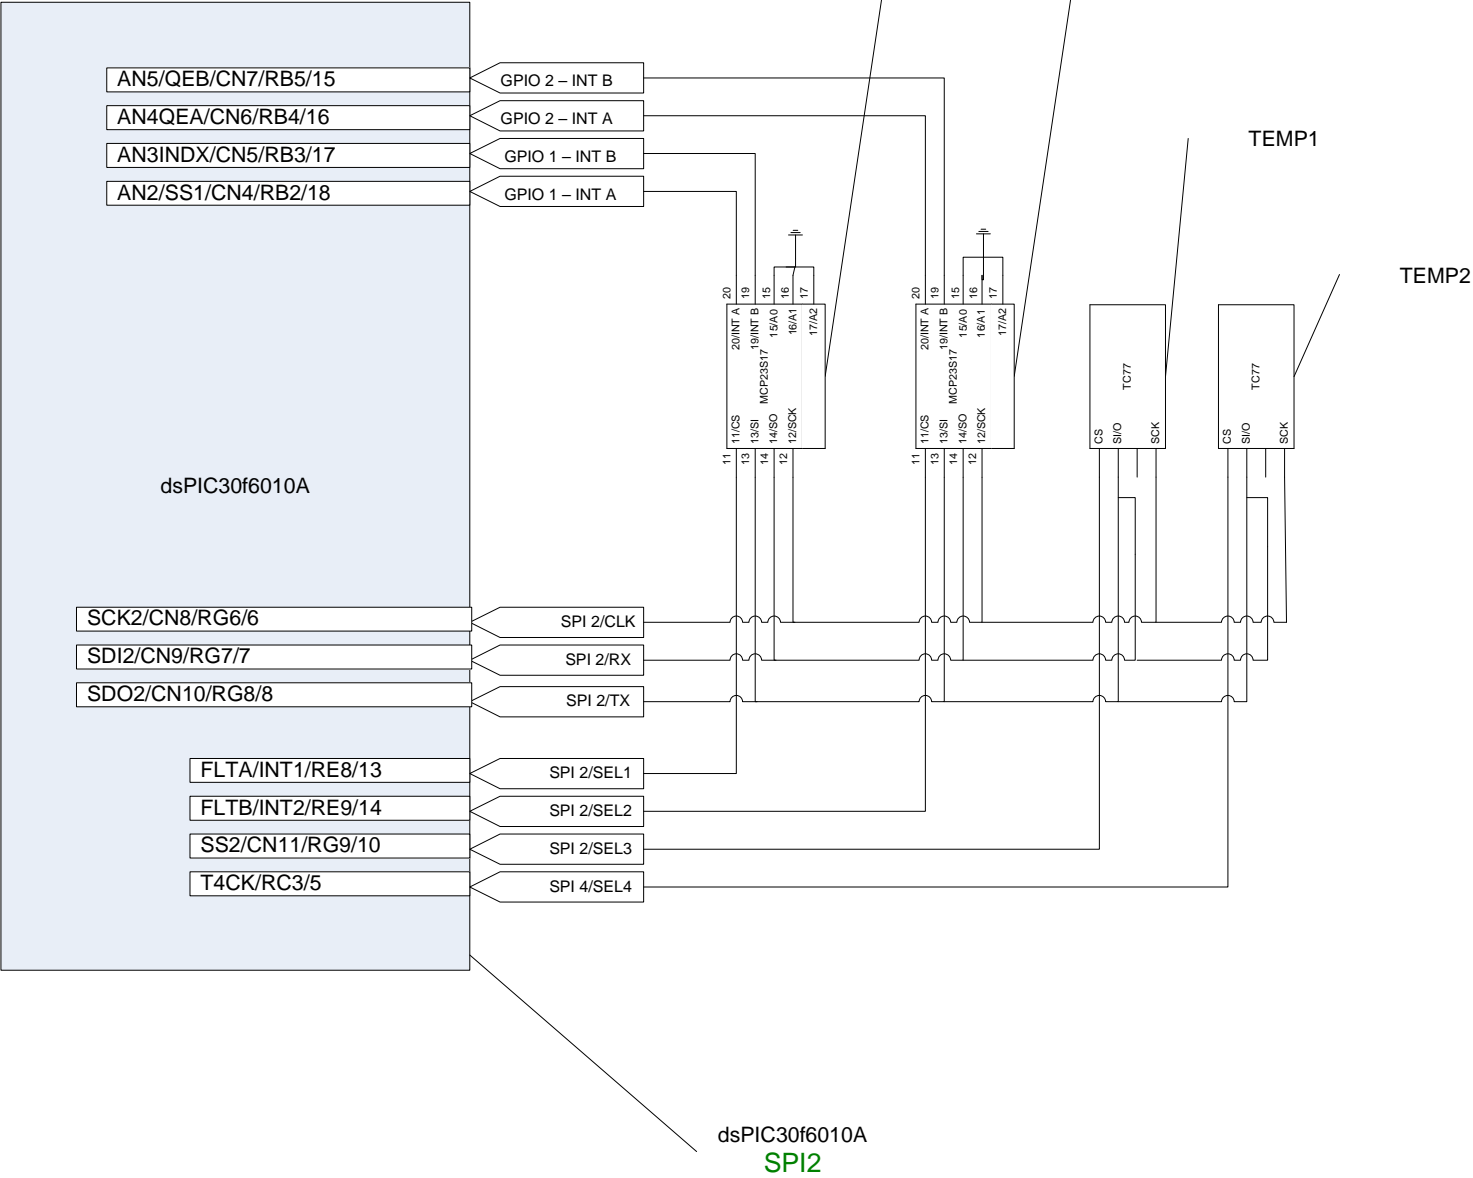 AN5/QEB/CN7/RB5/15
GPIO 2 – INT B
AN4QEA/CN6/RB4/16
GPIO 2 – INT A
AN3INDX/CN5/RB3/17
GPIO 1 – INT B
AN2/SS1/CN4/RB2/18
GPIO 1 – INT A
TEMP1
TEMP2
20
19
15
16
17
20/INT A
19/INT B
15/A0
16/A1
17/A2
MCP23S17
11/CS
13/SI
14/SO
12/SCK
11
13
14
12
20
19
15
16
17
20/INT A
19/INT B
15/A0
16/A1
17/A2
MCP23S17
11/CS
13/SI
14/SO
12/SCK
11
13
14
12
TC77
CS
SI/O
SCK
TC77
CS
SI/O
SCK
dsPIC30f6010A
SCK2/CN8/RG6/6
SPI 2/CLK
SDI2/CN9/RG7/7
SPI 2/RX
SDO2/CN10/RG8/8
SPI 2/TX
FLTA/INT1/RE8/13
SPI 2/SEL1
FLTB/INT2/RE9/14
SPI 2/SEL2
SS2/CN11/RG9/10
SPI 2/SEL3
T4CK/RC3/5
SPI 4/SEL4
dsPIC30f6010A
SPI2